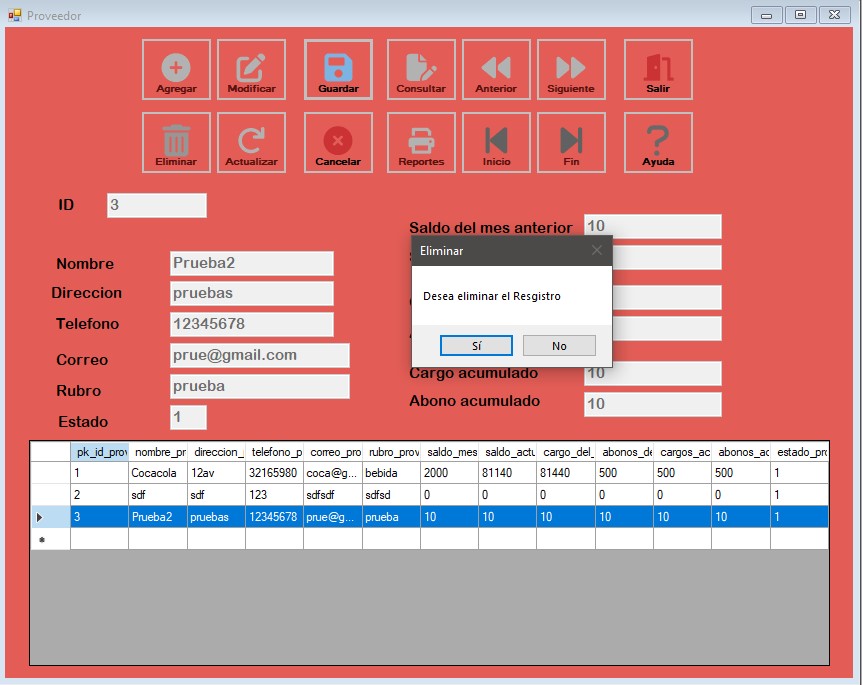 Proveedor
Agregar Modificar Guardar Consultar Anterior Siguiente Salir
Eliminar Actualizar Cancelar Reportes Inicio Fin Ayuda
ID 3
Saldo del mes anterior 10
Nombre Prueba2
Direccion pruebas
Telefono 12345678
Correo prue@gmail.com
Rubro prueba
Estado 1
Eliminar
Desea eliminar el Resgistro
Sí No
Cargo acumulado 10
Abono acumulado 10
pk_id_prov nombre_pr direccion_ telefono_p correo_pro rubro_prov saldo_mes saldo_actu cargo_del_ abonos_de cargos_ac abonos_ac estado_pro
1 Cocacola 12av 32165980 coca@g... bebida 2000 81140 81440 500 500 500 1
2 sdf sdf 123 sdfsdf sdfsd 0 0 0 0 0 0 1
3 Prueba2 pruebas 12345678 prue@g... prueba 10 10 10 10 10 10 1